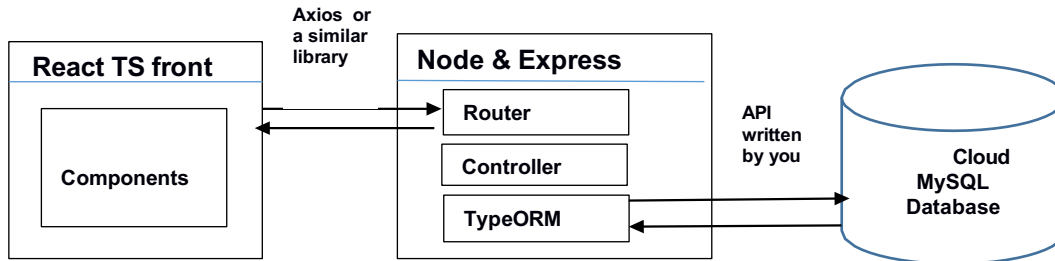 Axios or
a similar
library
React TS front
Components
Node & Express
Router
Controller
TypeORM
API
written
by you
Cloud
MySQL
Database